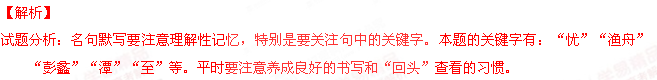 【解析】
试题分析：名句默写要注意理解性记忆，特别是要关注句中的关键字。本题的关键字有：“忧”“渔舟”
“彭蠡”“潭”“至”等。平时要注意养成良好的书写和“回头”查看的习惯。